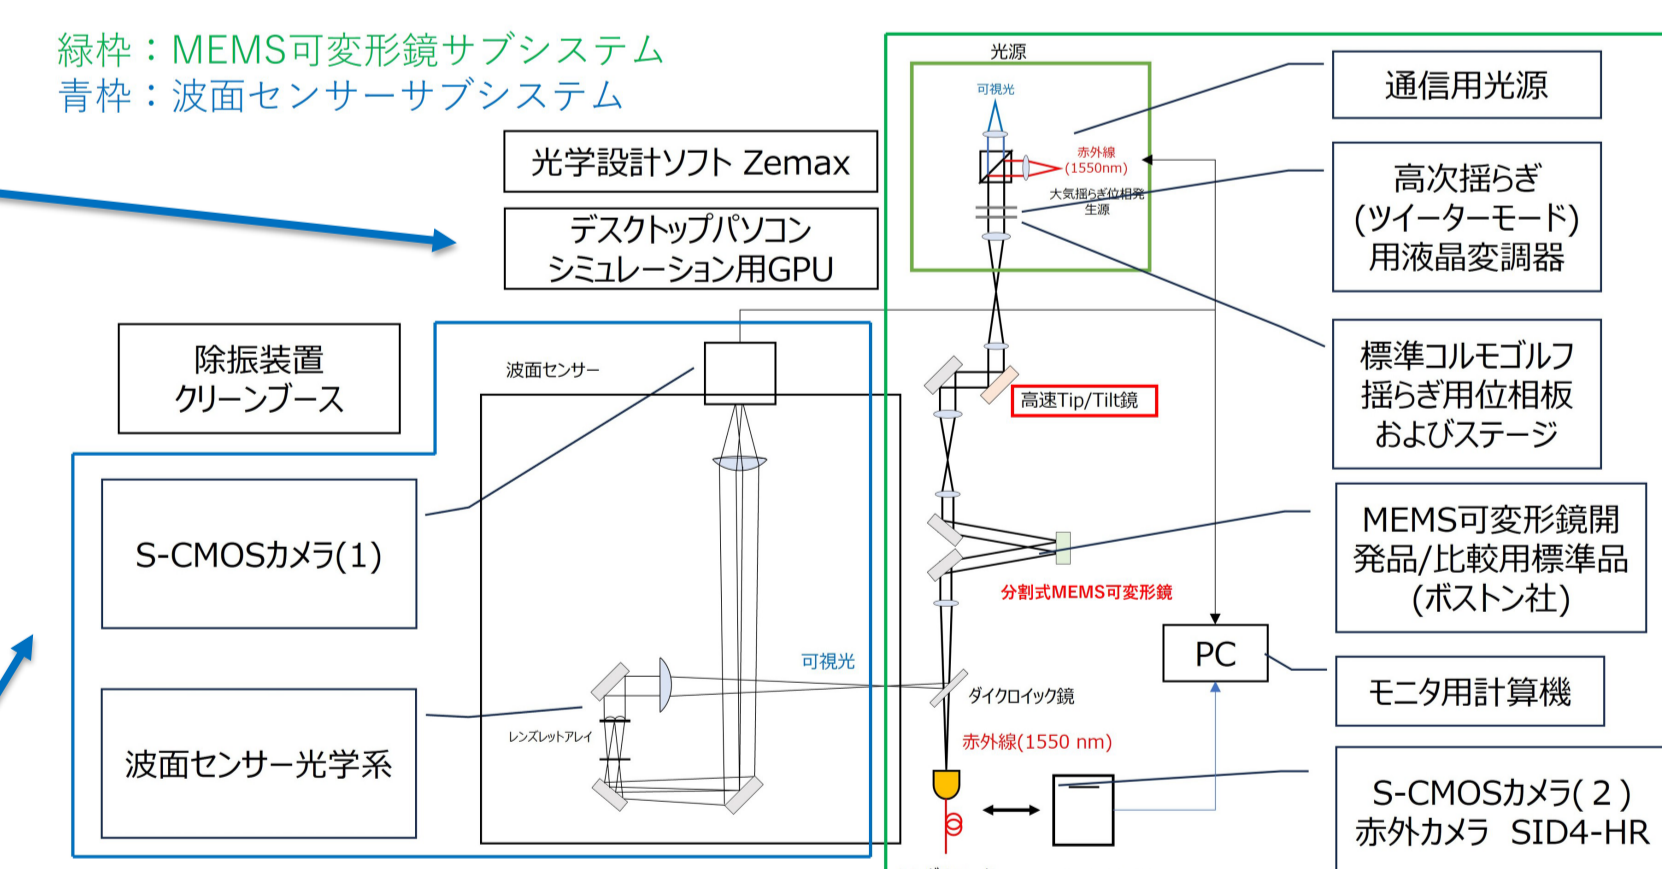 緑枠：MEMS可変形鏡サブシステム
青枠：波面センサーサブシステム
光学設計ソフト Zemax
デスクトップパソコン
シミュレーション用GPU
除振装置
クリーンブース
波面センサー
S-CMOSカメラ(1)
波面センサー光学系
レンズレットアレイ
可視光
光源
可視光
赤外線
(1550nm)
大気揺らぎ位相発
生源
高速Tip/Tilt鏡
分割式MEMS可変形鏡
ダイクロイック鏡
赤外線(1550 nm)
PC
通信用光源
高次揺らぎ
(ツイーターモード)
用液晶変調器
標準コルモゴルフ
揺らぎ用位相板
およびステージ
MEMS可変形鏡開
発品/比較用標準品
(ボストン社)
モニタ用計算機
S-CMOSカメラ(２)
赤外カメラ SID4-HR